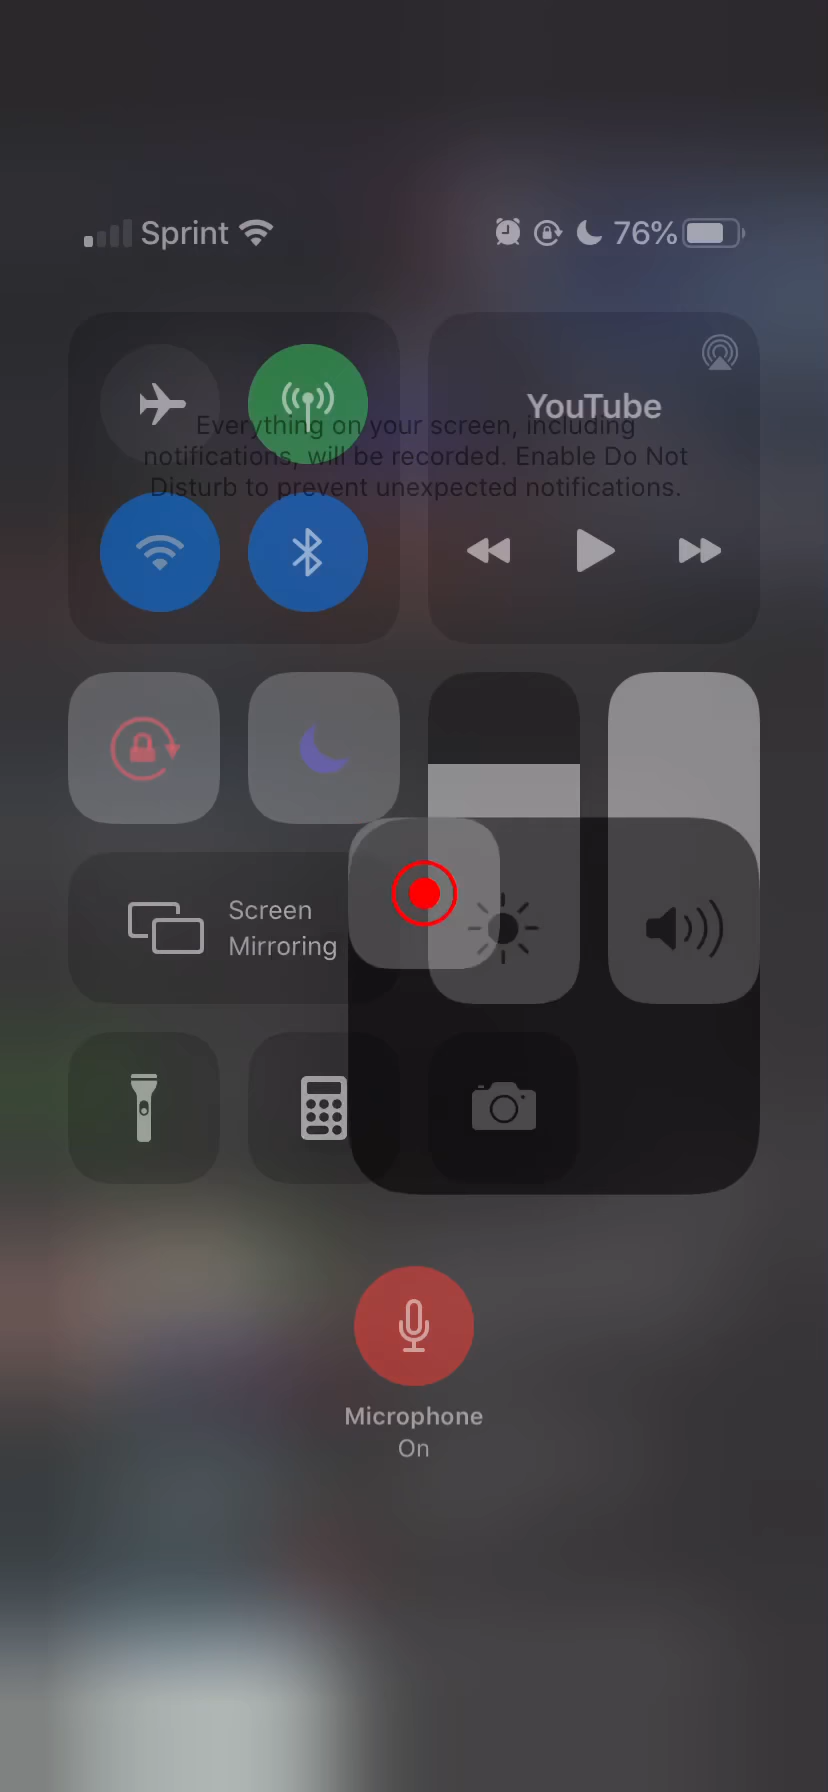 Sprint
76%
YouTube
Everything on your screen, including
notifications, will be recorded. Enable Do Not
Disturb to prevent unexpected notifications.
Screen
Mirroring
Microphone
On